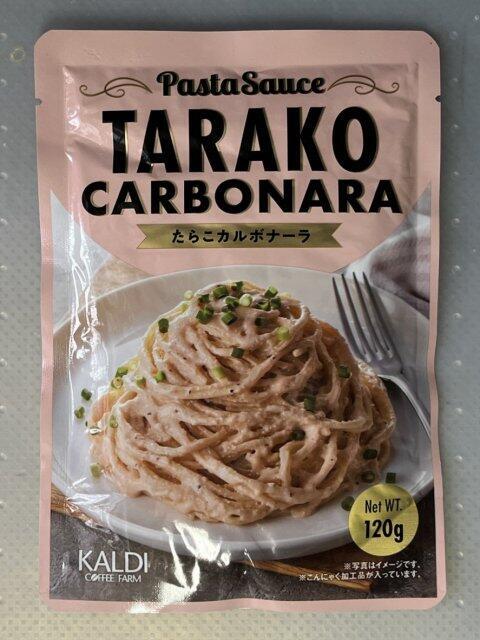 Pasta Sauce
TARAKO
CARBONARA
たらこカルボナーラ
Net WT.
120g
KALDI
COFFEE FARM
※写真はイメージです。
※こんにゃく加工品が入っています。